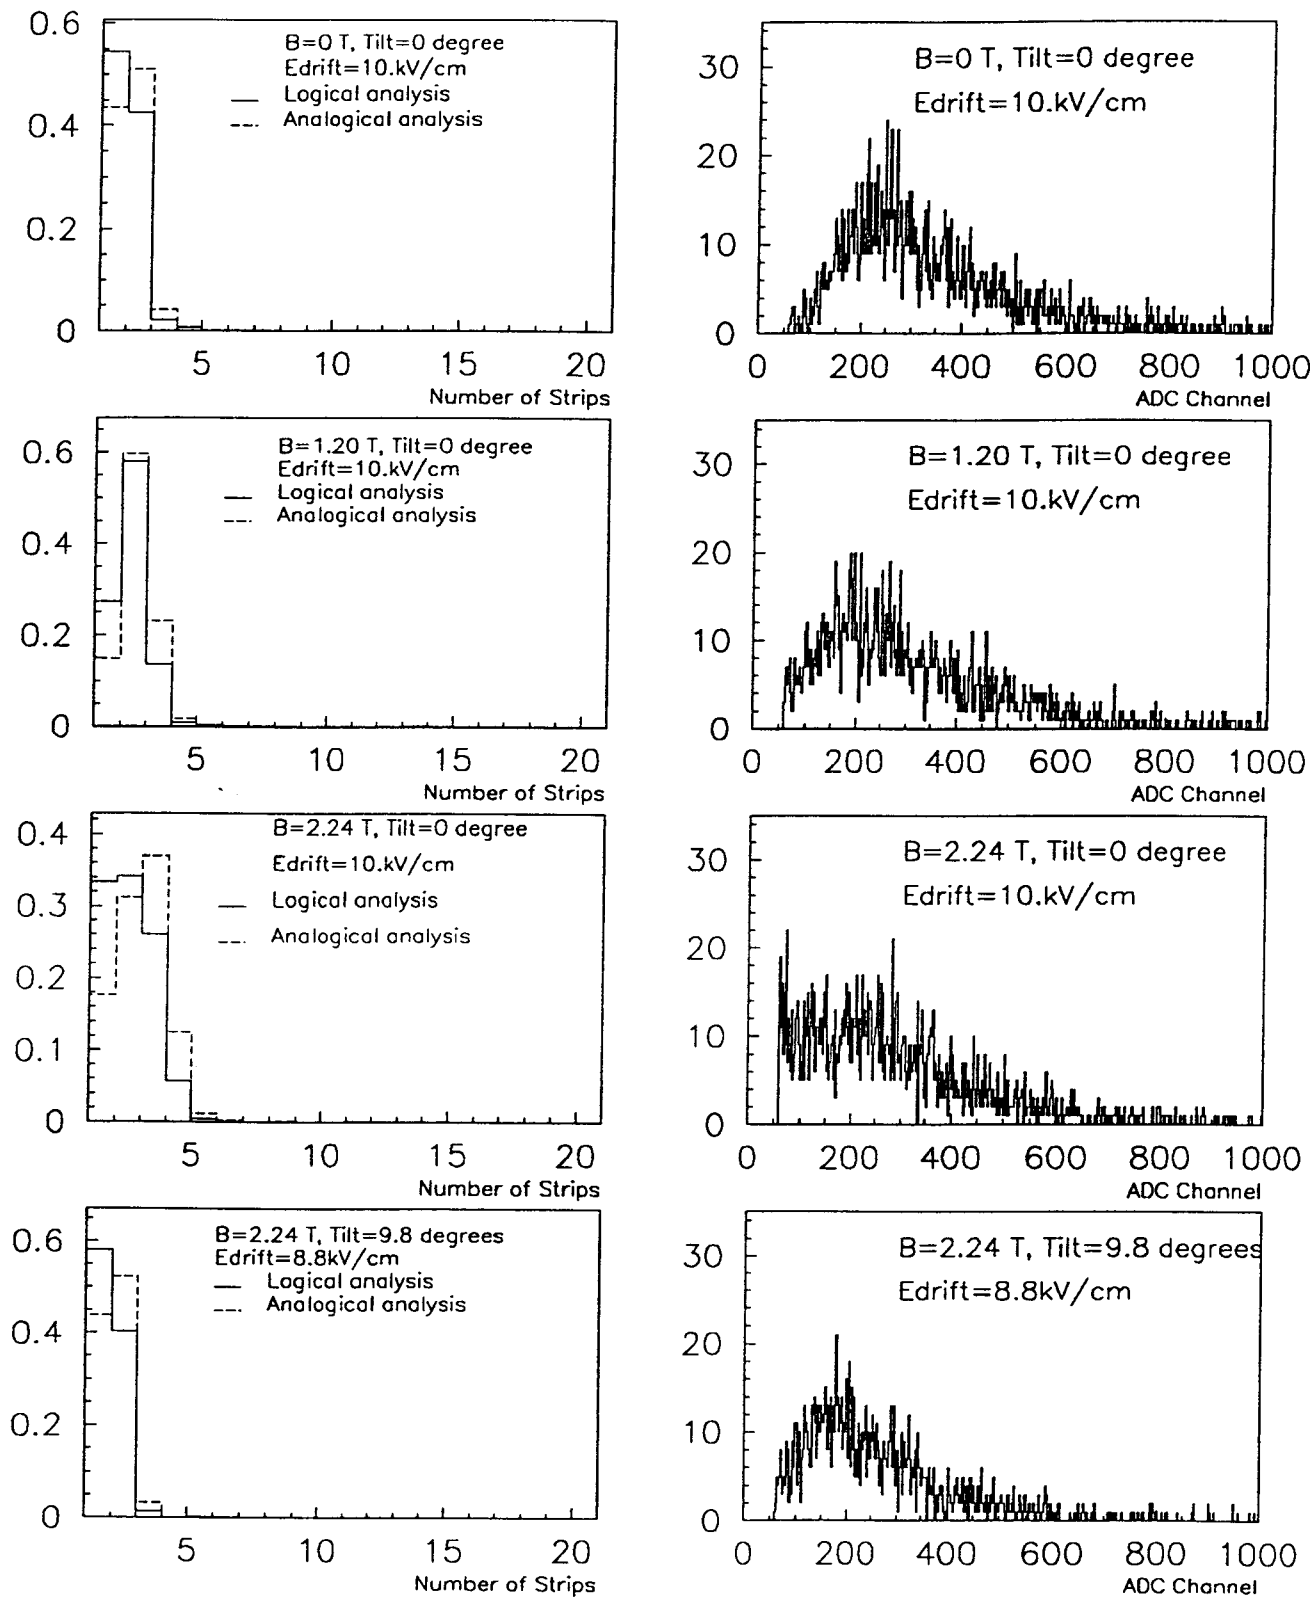 0.6
0.4
0.2
0
B=0 T, Tilt=0 degree
Edrift=10.kV/cm
Logical analysis
Analogical analysis
5 10 15 20
Number of Strips
30
20
10
0
B=0 T, Tilt=0 degree
Edrift=10.kV/cm
0 200 400 600 800 1000
ADC Channel
0.6
0.4
0.2
0
B=1.20 T, Tilt=0 degree
Edrift=10.kV/cm
Logical analysis
Analogical analysis
5 10 15 20
Number of Strips
30
20
10
0
B=1.20 T, Tilt=0 degree
Edrift=10.kV/cm
0 200 400 600 800 1000
ADC Channel
0.4
0.3
0.2
0.1
0
B=2.24 T, Tilt=0 degree
Edrift=10.kV/cm
Logical analysis
Analogical analysis
5 10 15 20
Number of Strips
30
20
10
0
B=2.24 T, Tilt=0 degree
Edrift=10.kV/cm
0 200 400 600 800 1000
ADC Channel
0.6
0.4
0.2
0
B=2.24 T, Tilt=9.8 degrees
Edrift=8.8kV/cm
Logical analysis
Analogical analysis
5 10 15 20
Number of Strips
30
20
10
0
B=2.24 T, Tilt=9.8 degrees
Edrift=8.8kV/cm
0 200 400 600 800 1000
ADC Channel